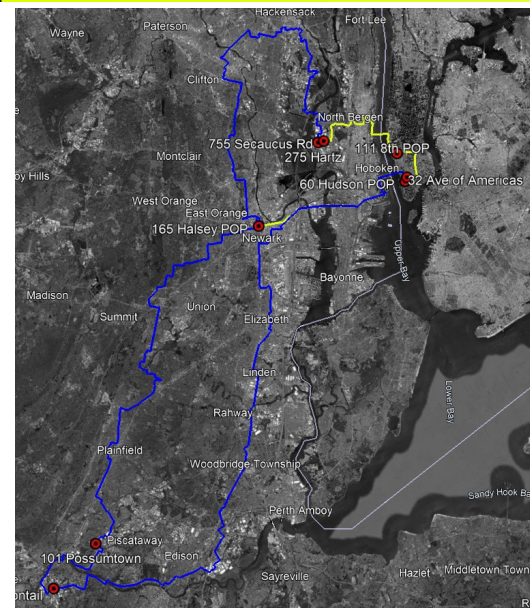 Hackensack
Fort Lee
Wayne
Paterson
Clifton
North Bergen
755 Secaucus Rd
111 8th POP
275 Hartz
Montclair
Hoboken
oy Hills
60 Hudson POP
32 Ave of Americas
West Orange
East Orange
165 Halsey POP
Newark
Upper Bay
Bayonne
Madison
Union
Summit
Elizabeth
Linden
Lower Bay
Rahway
Plainfield
Woodbridge Township
Sandy Hook Ba
Perth Amboy
Piscataway
101 Possumtown
Edison
Sayreville
Hazlet
Middletown Town
ontail
R